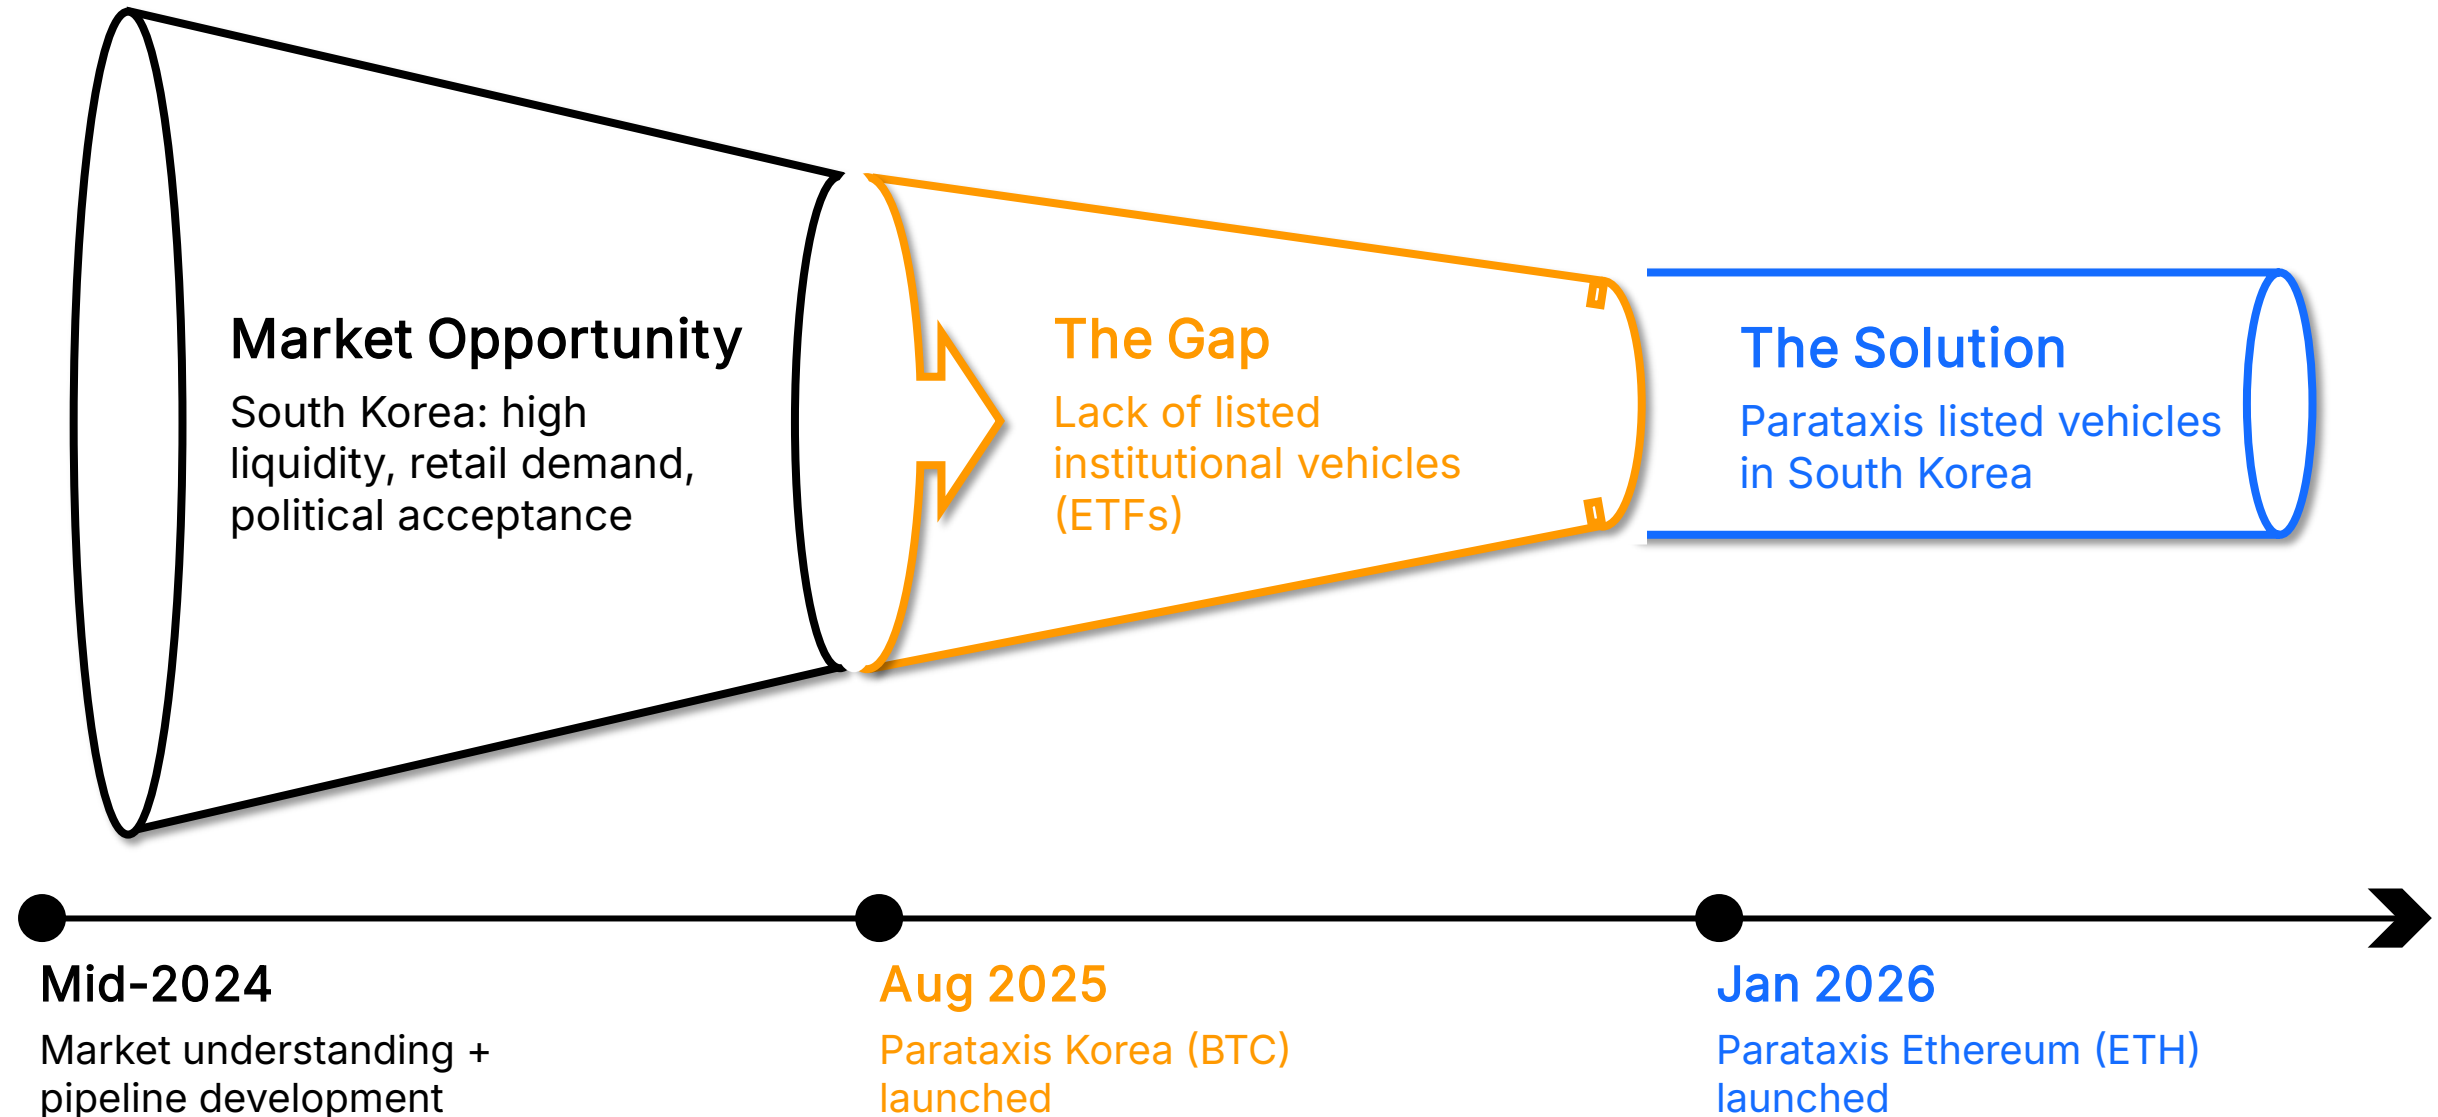 Market Opportunity
South Korea: high
liquidity, retail demand,
political acceptance
The Gap
Lack of listed
institutional vehicles
(ETFs)
The Solution
Parataxis listed vehicles
in South Korea
Mid-2024
Market understanding +
pipeline development
Aug 2025
Parataxis Korea (BTC)
launched
Jan 2026
Parataxis Ethereum (ETH)
launched